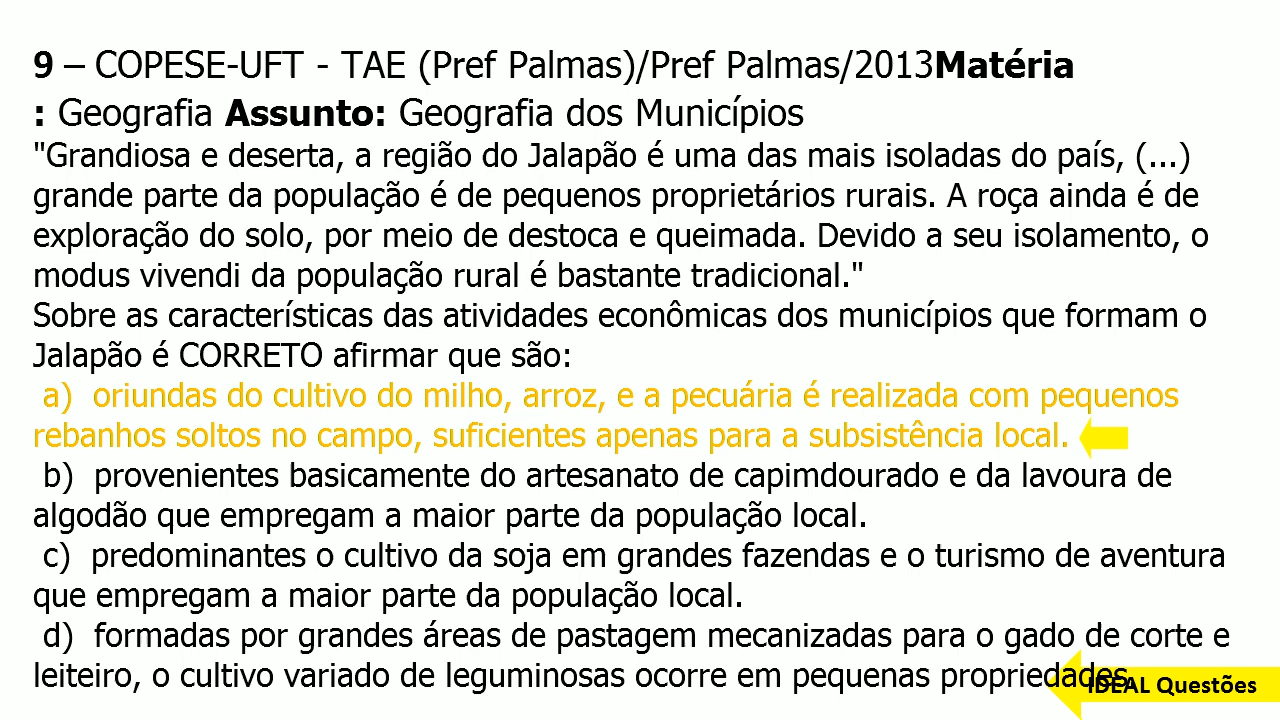 9 – COPESE-UFT - TAE (Pref Palmas)/Pref Palmas/2013Matéria
: Geografia Assunto: Geografia dos Municípios
"Grandiosa e deserta, a região do Jalapão é uma das mais isoladas do país, (...)
grande parte da população é de pequenos proprietários rurais. A roça ainda é de
exploração do solo, por meio de destoca e queimada. Devido a seu isolamento, o
modus vivendi da população rural é bastante tradicional."
Sobre as características das atividades econômicas dos municípios que formam o
Jalapão é CORRETO afirmar que são:
a) oriundas do cultivo do milho, arroz, e a pecuária é realizada com pequenos
rebanhos soltos no campo, suficientes apenas para a subsistência local.
b) provenientes basicamente do artesanato de capimdourado e da lavoura de
algodão que empregam a maior parte da população local.
c) predominantes o cultivo da soja em grandes fazendas e o turismo de aventura
que empregam a maior parte da população local.
d) formadas por grandes áreas de pastagem mecanizadas para o gado de corte e
leiteiro, o cultivo variado de leguminosas ocorre em pequenas propriedades.
IDEAL Questões